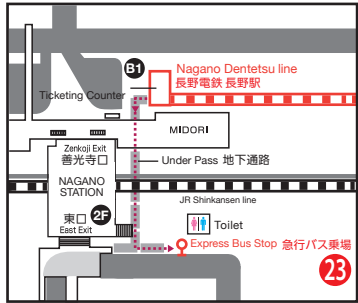 B1
Nagano Dentetsu line
長野電鉄 長野駅
Ticketing Counter
MIDORI
Zenkoji Exit
善光寺口
Under Pass 地下通路
NAGANO
STATION
JR Shinkansen line
東口
2F
East Exit
Toilet
Express Bus Stop 急行バス乗場
23